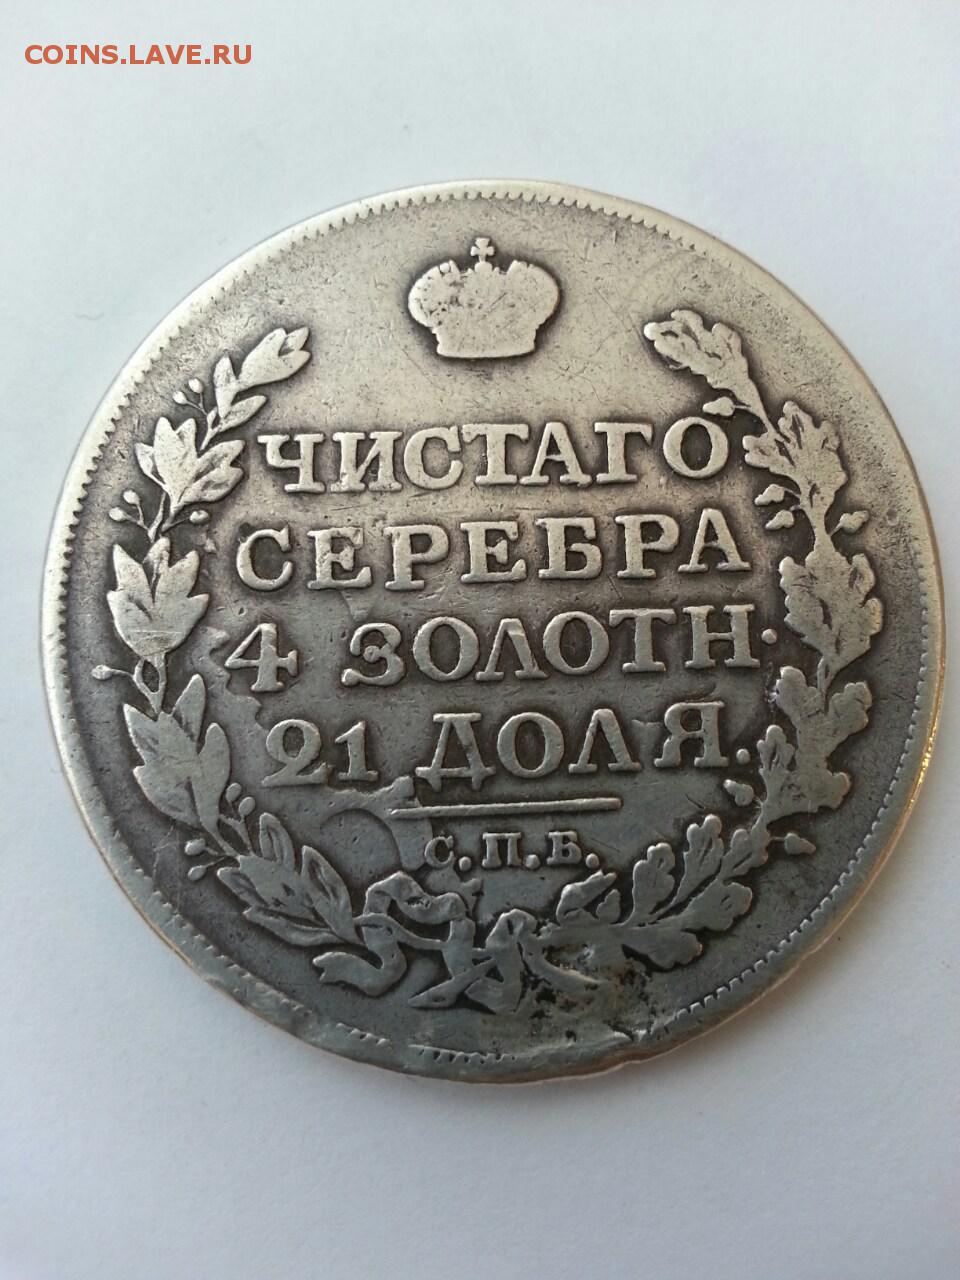 COINS.LAVE.RU
ЧИСТАГО
СЕРЕБРА
4 ЗОЛОТН·
21 ДОЛЯ.
С.П.Б.